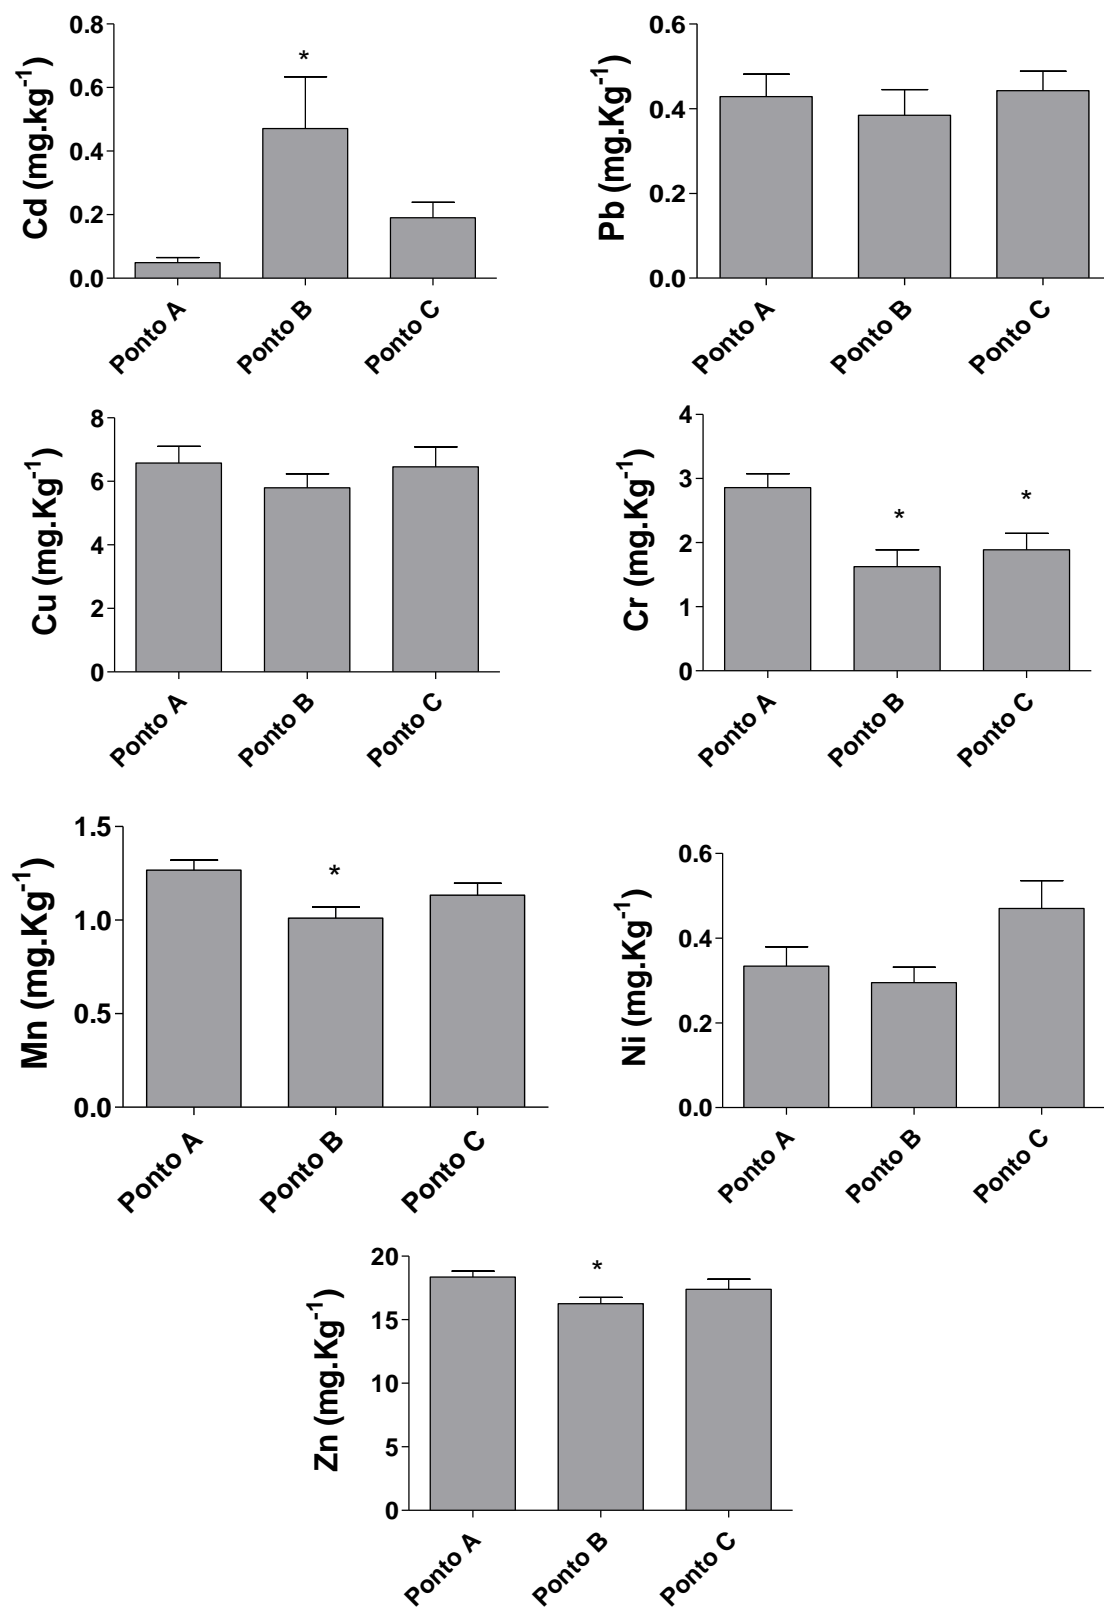 Cd (mg.kg-1)
0.8
0.6
0.4
0.2
0.0
*
Ponto A
Ponto B
Ponto C
Pb (mg.Kg-1)
0.6
0.4
0.2
0.0
Ponto A
Ponto B
Ponto C
Cu (mg.Kg-1)
8
6
4
2
0
Ponto A
Ponto B
Ponto C
Cr (mg.Kg-1)
4
3
2
1
0
*
*
Ponto A
Ponto B
Ponto C
Mn (mg.Kg-1)
1.5
1.0
0.5
0.0
*
Ponto A
Ponto B
Ponto C
Ni (mg.Kg-1)
0.6
0.4
0.2
0.0
Ponto A
Ponto B
Ponto C
Zn (mg.Kg-1)
20
15
10
5
0
*
Ponto A
Ponto B
Ponto C